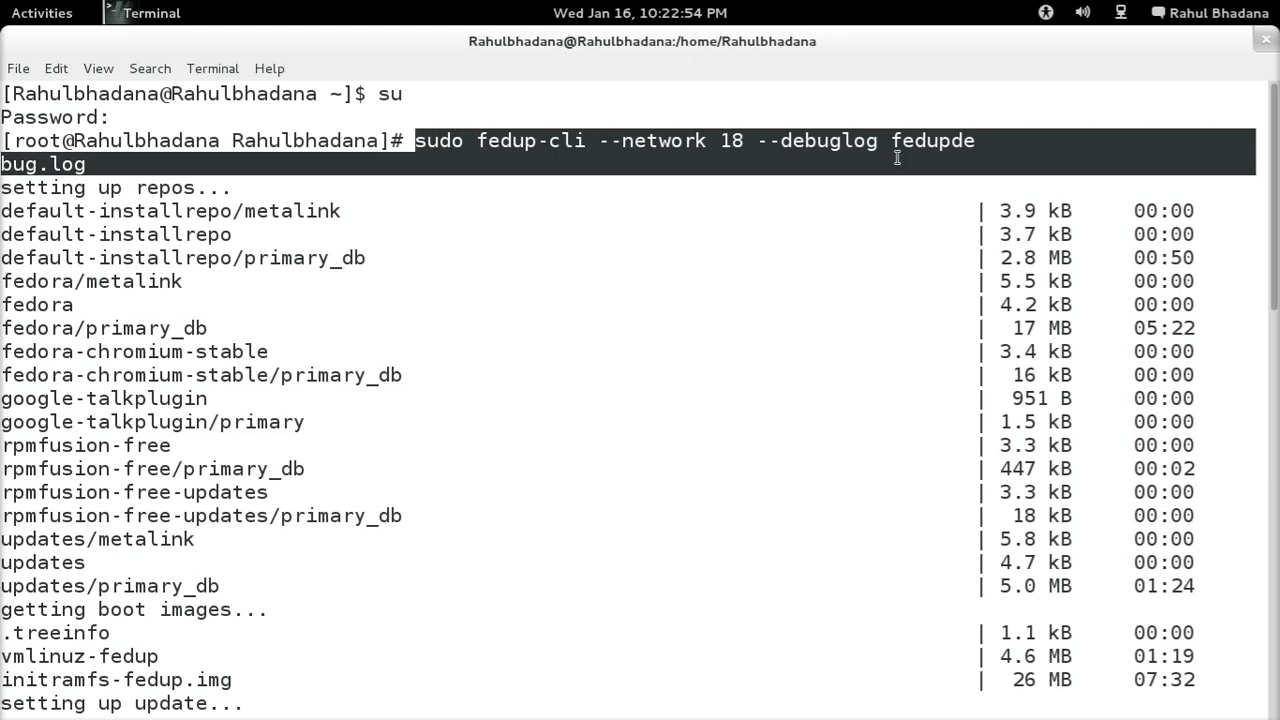 Activities Terminal Wed Jan 16, 10:22:54 PM Rahul Bhadana
Rahulbhadana@Rahulbhadana:/home/Rahulbhadana
File Edit View Search Terminal Help
[Rahulbhadana@Rahulbhadana ~]$ su
Password:
[root@Rahulbhadana Rahulbhadana]# sudo fedup-cli --network 18 --debuglog fedupde
bug.log
setting up repos...
default-installrepo/metalink | 3.9 kB 00:00
default-installrepo | 3.7 kB 00:00
default-installrepo/primary_db | 2.8 MB 00:50
fedora/metalink | 5.5 kB 00:00
fedora | 4.2 kB 00:00
fedora/primary_db | 17 MB 05:22
fedora-chromium-stable | 3.4 kB 00:00
fedora-chromium-stable/primary_db | 16 kB 00:00
google-talkplugin | 951 B 00:00
google-talkplugin/primary | 1.5 kB 00:00
rpmfusion-free | 3.3 kB 00:00
rpmfusion-free/primary_db | 447 kB 00:02
rpmfusion-free-updates | 3.3 kB 00:00
rpmfusion-free-updates/primary_db | 18 kB 00:00
updates/metalink | 5.8 kB 00:00
updates | 4.7 kB 00:00
updates/primary_db | 5.0 MB 01:24
getting boot images...
.treeinfo | 1.1 kB 00:00
vmlinuz-fedup | 4.6 MB 01:19
initramfs-fedup.img | 26 MB 07:32
setting up update...